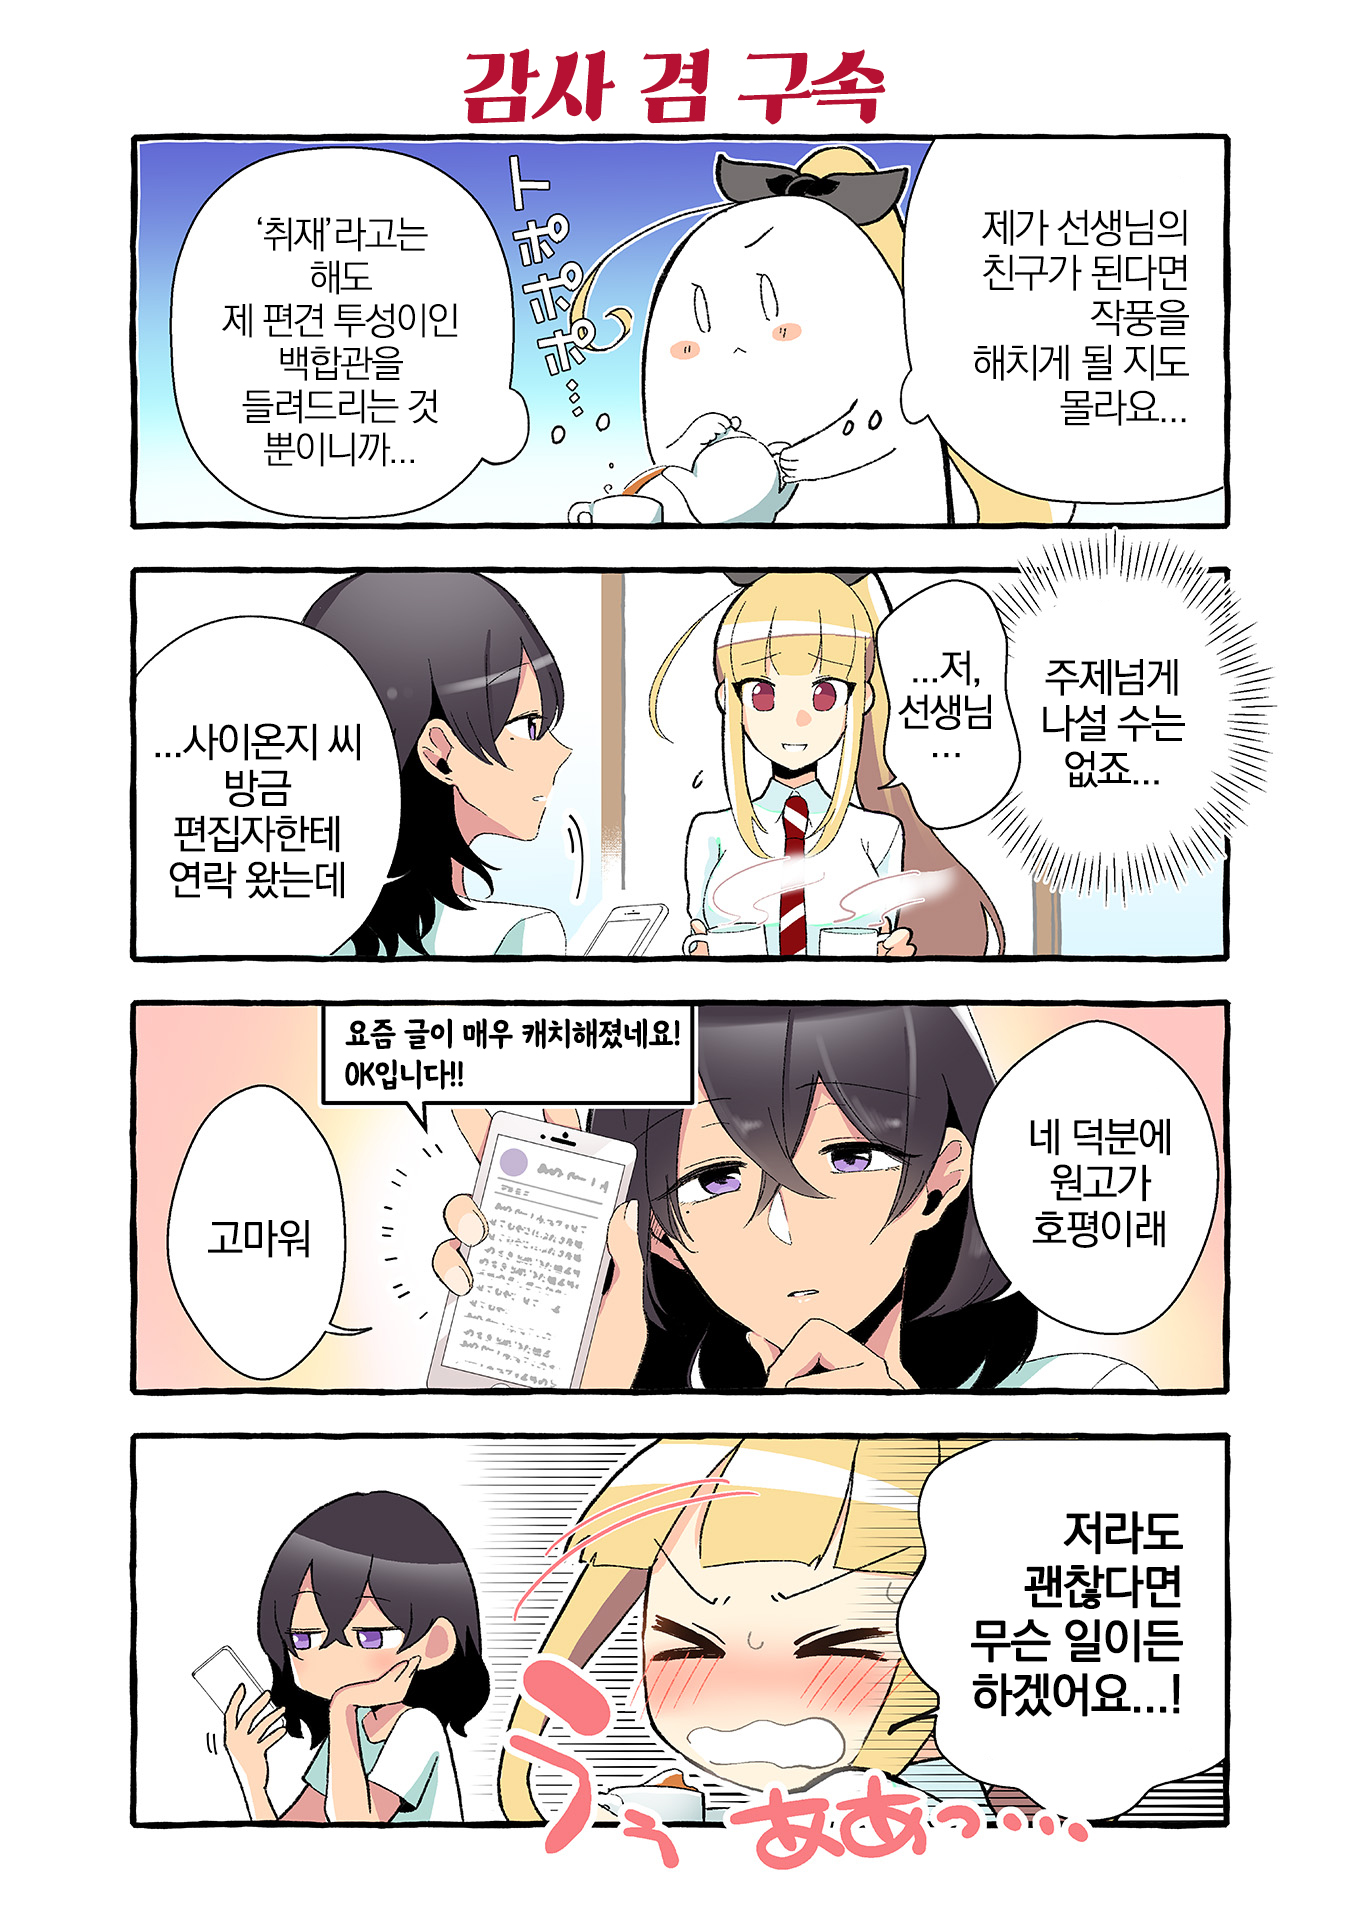 감사 겸 구속
제가 선생님의
친구가 된다면
작풍을
해치게 될 지도
몰라요...
‘취재’라고는
해도
제 편견 투성이인
백합관을
들려드리는 것
뿐이니까...
トポポポ…
주제넘게
나설 수는
없죠...
...저,
선생님
...
...사이온지 씨
방금
편집자한테
연락 왔는데
요즘 글이 매우 캐치해졌네요!
OK입니다!!
네 덕분에
원고가
호평이래
고마워
저라도
괜찮다면
무슨 일이든
하겠어요...!
うぅああっ…